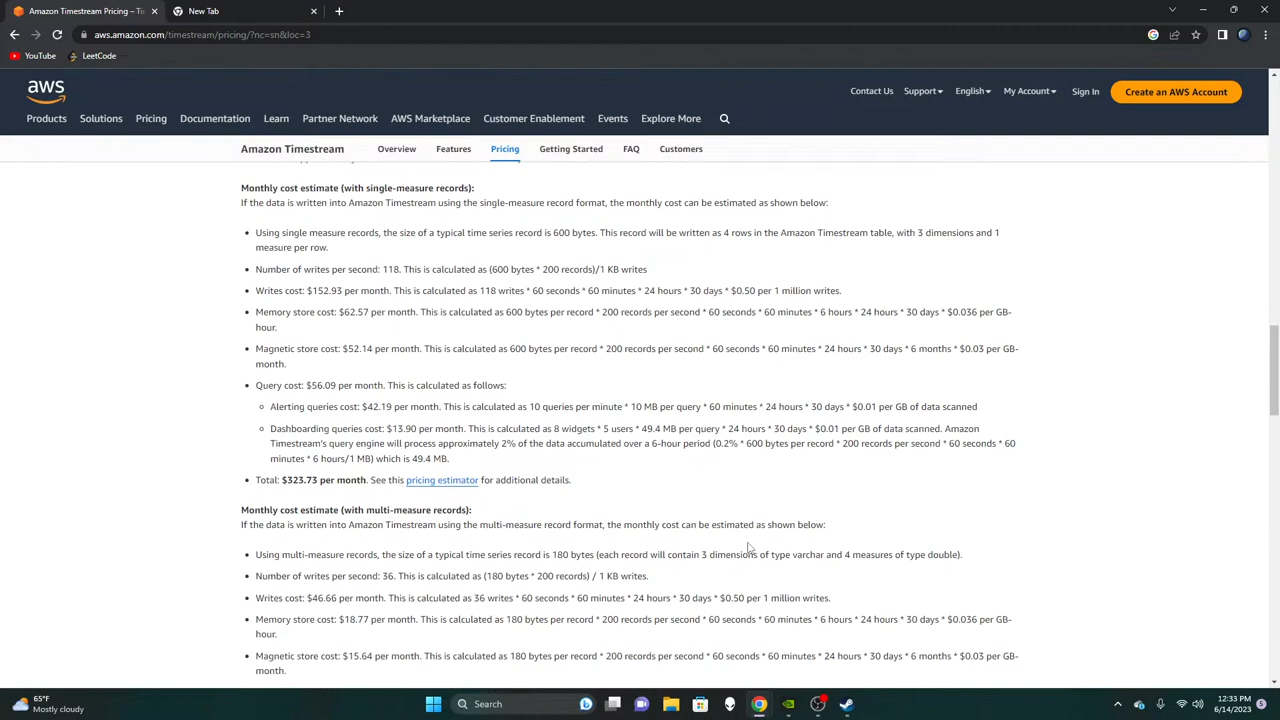 Amazon Timestream Pricing – Tin
New Tab
aws.amazon.com/timestream/pricing/?nc=sn&loc=3
YouTube
LeetCode
aws
Contact Us
Support
English
My Account
Sign In
Create an AWS Account
Products
Solutions
Pricing
Documentation
Learn
Partner Network
AWS Marketplace
Customer Enablement
Events
Explore More
Amazon Timestream
Overview
Features
Pricing
Getting Started
FAQ
Customers
Monthly cost estimate (with single-measure records):
If the data is written into Amazon Timestream using the single-measure record format, the monthly cost can be estimated as shown below:
Using single measure records, the size of a typical time series record is 600 bytes. This record will be written as 4 rows in the Amazon Timestream table, with 3 dimensions and 1
measure per row.
Number of writes per second: 118. This is calculated as (600 bytes * 200 records)/1 KB writes
Writes cost: $152.93 per month. This is calculated as 118 writes * 60 seconds * 60 minutes * 24 hours * 30 days * $0.50 per 1 million writes.
Memory store cost: $62.57 per month. This is calculated as 600 bytes per record * 200 records per second * 60 seconds * 60 minutes * 6 hours * 24 hours * 30 days * $0.036 per GB-
hour.
Magnetic store cost: $52.14 per month. This is calculated as 600 bytes per record * 200 records per second * 60 seconds * 60 minutes * 24 hours * 30 days * 6 months * $0.03 per GB-
month.
Query cost: $56.09 per month. This is calculated as follows:
Alerting queries cost: $42.19 per month. This is calculated as 10 queries per minute * 10 MB per query * 60 minutes * 24 hours * 30 days * $0.01 per GB of data scanned
Dashboarding queries cost: $13.90 per month. This is calculated as 8 widgets * 5 users * 49.4 MB per query * 24 hours * 30 days * $0.01 per GB of data scanned. Amazon
Timestream's query engine will process approximately 2% of the data accumulated over a 6-hour period (0.2% * 600 bytes per record * 200 records per second * 60 seconds * 60
minutes * 6 hours/1 MB) which is 49.4 MB.
Total: $323.73 per month. See this pricing estimator for additional details.
Monthly cost estimate (with multi-measure records):
If the data is written into Amazon Timestream using the multi-measure record format, the monthly cost can be estimated as shown below:
Using multi-measure records, the size of a typical time series record is 180 bytes (each record will contain 3 dimensions of type varchar and 4 measures of type double).
Number of writes per second: 36. This is calculated as (180 bytes * 200 records) / 1 KB writes.
Writes cost: $46.66 per month. This is calculated as 36 writes * 60 seconds * 60 minutes * 24 hours * 30 days * $0.50 per 1 million writes.
Memory store cost: $18.77 per month. This is calculated as 180 bytes per record * 200 records per second * 60 seconds * 60 minutes * 6 hours * 24 hours * 30 days * $0.036 per GB-
hour.
Magnetic store cost: $15.64 per month. This is calculated as 180 bytes per record * 200 records per second * 60 seconds * 60 minutes * 24 hours * 30 days * 6 months * $0.03 per GB-
month.
65°F
Mostly cloudy
Search
12:33 PM
6/14/2023